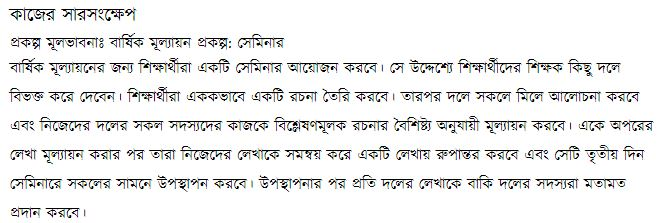 কাজের সারসংক্ষেপ
প্রকল্প মূলভাবনাঃ বার্ষিক মূল্যায়ন প্রকল্প: সেমিনার
বার্ষিক মূল্যায়নের জন্য শিক্ষার্থীরা একটি সেমিনার আয়োজন করবে। সে উদ্দেশ্যে শিক্ষার্থীদের শিক্ষক কিছু দলে
বিভক্ত করে দেবেন। শিক্ষার্থীরা এককভাবে একটি রচনা তৈরি করবে। তারপর দলে সকলে মিলে আলোচনা করবে
এবং নিজেদের দলের সকল সদস্যদের কাজকে বিশ্লেষণমূলক রচনার বৈশিষ্ট্য অনুযায়ী মূল্যায়ন করবে। একে অপরের
লেখা মূল্যায়ন করার পর তারা নিজেদের লেখাকে সমন্বয় করে একটি লেখায় রুপান্তর করবে এবং সেটি তৃতীয় দিন
সেমিনারে সকলের সামনে উপস্থাপন করবে। উপস্থাপনার পর প্রতি দলের লেখাকে বাকি দলের সদস্যরা মতামত
প্রদান করবে।